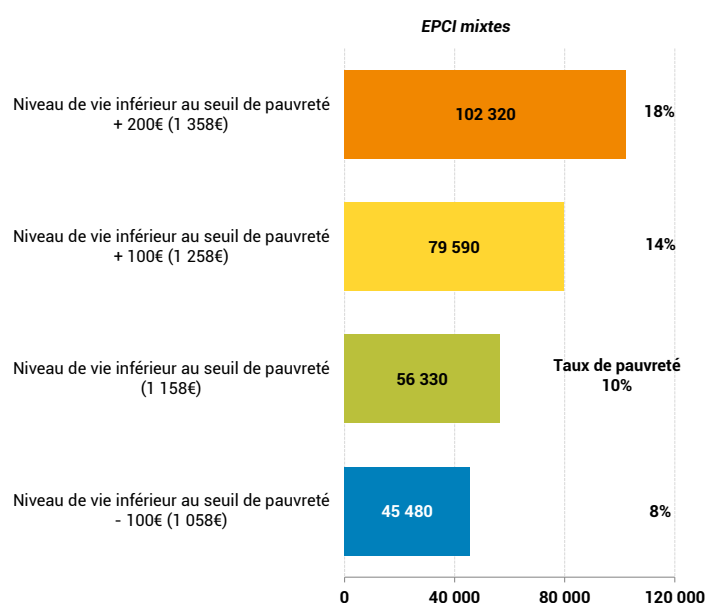 EPCI mixtes
Niveau de vie inférieur au seuil de pauvreté
+ 200€ (1 358€)
102 320
18%
Niveau de vie inférieur au seuil de pauvreté
+ 100€ (1 258€)
79 590
14%
Niveau de vie inférieur au seuil de pauvreté
(1 158€)
56 330
Taux de pauvreté
10%
Niveau de vie inférieur au seuil de pauvreté
- 100€ (1 058€)
45 480
8%
0 40 000 80 000 120 000